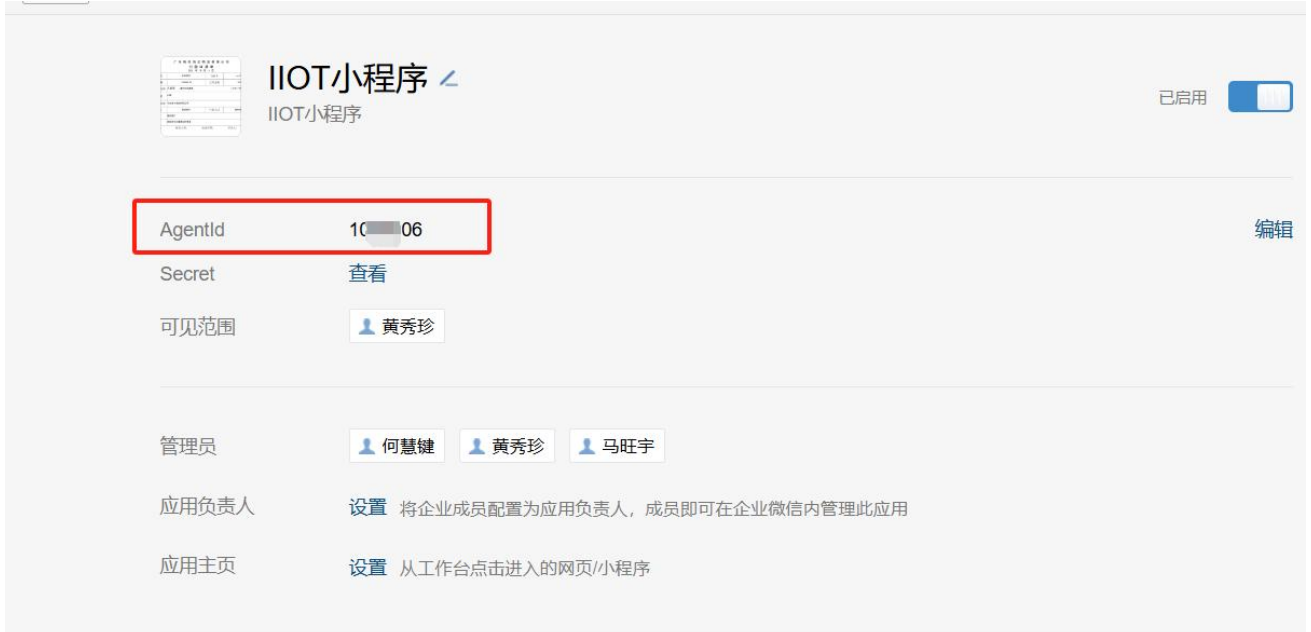 IIOT小程序
IIOT小程序
已启用
AgentId 10 06
编辑
Secret 查看
可见范围 黄秀珍
管理员 何慧键 黄秀珍 马旺宇
应用负责人 设置 将企业成员配置为应用负责人，成员即可在企业微信内管理此应用
应用主页 设置 从工作台点击进入的网页/小程序